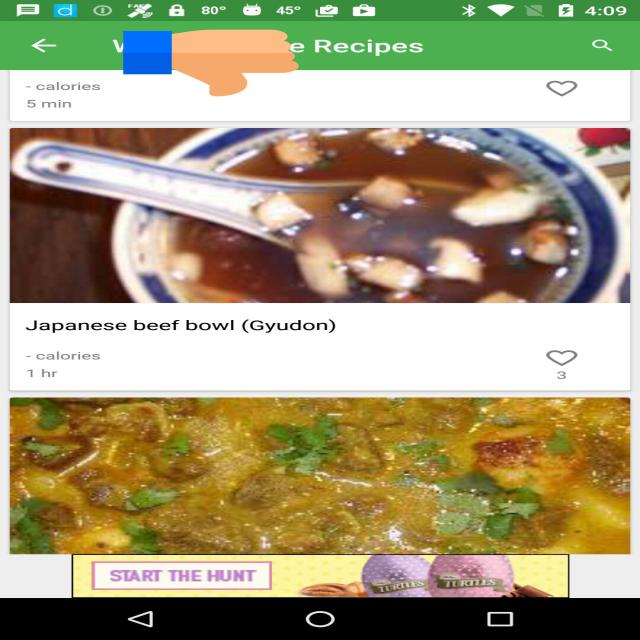 80° 45° 4:09
Recipes
- calories
5 min
Japanese beef bowl (Gyudon)
- calories
1 hr
3
START THE HUNT
TURTLES TURTLES